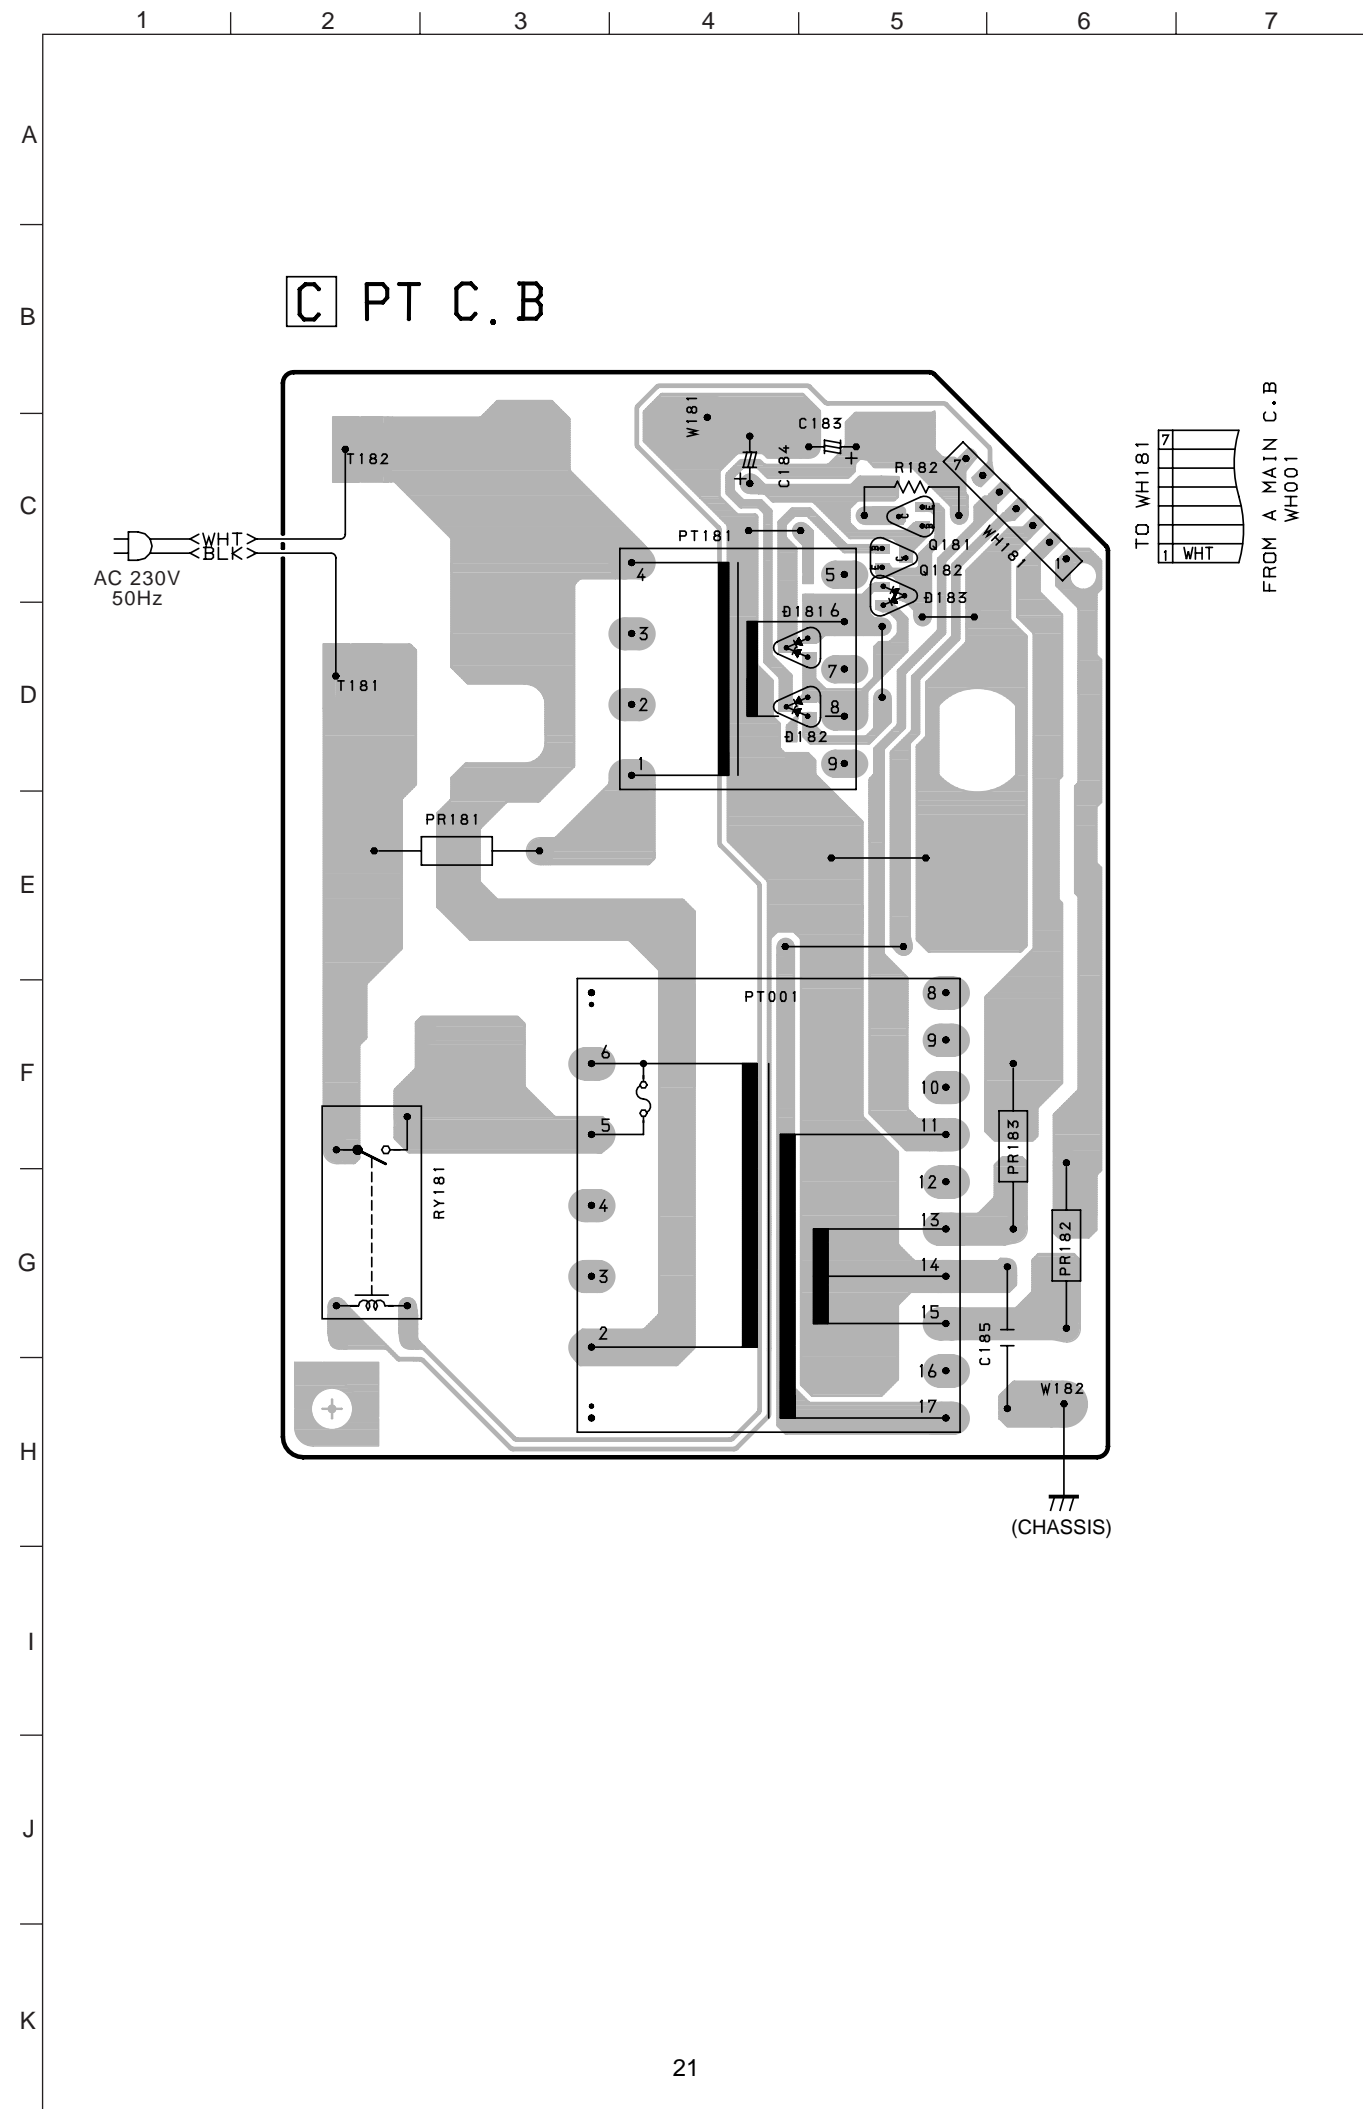 1 2 3 4 5 6 7
A
B
C
D
E
F
G
H
I
J
K
C PT C.B
W181
C183
C184
T182
R182
7
WH181
1
WHT
BLK
AC 230V
50Hz
PT181
C
E
B
Q181
B
C
E
Q182
D183
4
3
2
1
5
D181
6
7
8
D182
9
T181
PR181
TO WH181
7
1 WHT
FROM A MAIN C.B
WH001
PT001
6
5
4
3
2
8
9
10
11
12
13
14
15
16
17
PR183
PR182
RY181
C185
W182
(CHASSIS)
21